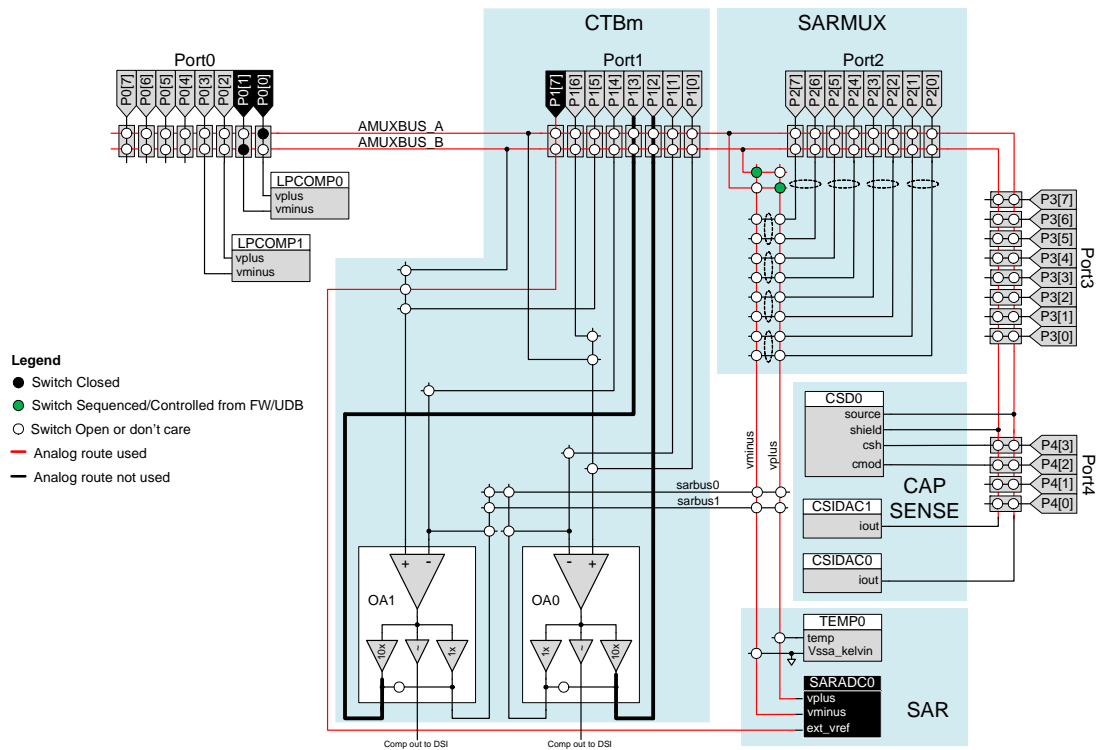 CTBm
SARMUX
Port0
Port1
Port2
P0[7]
P0[6]
P0[5]
P0[4]
P0[3]
P0[2]
P0[1]
P0[0]
P1[7]
P1[6]
P1[5]
P1[4]
P1[3]
P1[2]
P1[1]
P1[0]
P2[7]
P2[6]
P2[5]
P2[4]
P2[3]
P2[2]
P2[1]
P2[0]
AMUXBUS_A
AMUXBUS_B
LPCOMP0
vplus
vminus
LPCOMP1
vplus
vminus
P3[7]
P3[6]
P3[5]
P3[4]
P3[3]
P3[2]
P3[1]
P3[0]
Port3
Legend
Switch Closed
Switch Sequenced/Controlled from FW/UDB
Switch Open or don't care
Analog route used
Analog route not used
vminus
vplus
sarbus0
sarbus1
CSD0
source
shield
csh
cmod
CAP
SENSE
P4[3]
P4[2]
P4[1]
P4[0]
Port4
CSIDAC1
iout
CSIDAC0
iout
+ -
OA1
10x
~
1x
- +
OA0
1x
~
10x
Comp out to DSI
Comp out to DSI
TEMP0
temp
Vssa_kelvin
SARADC0
vplus
vminus
ext_vref
SAR